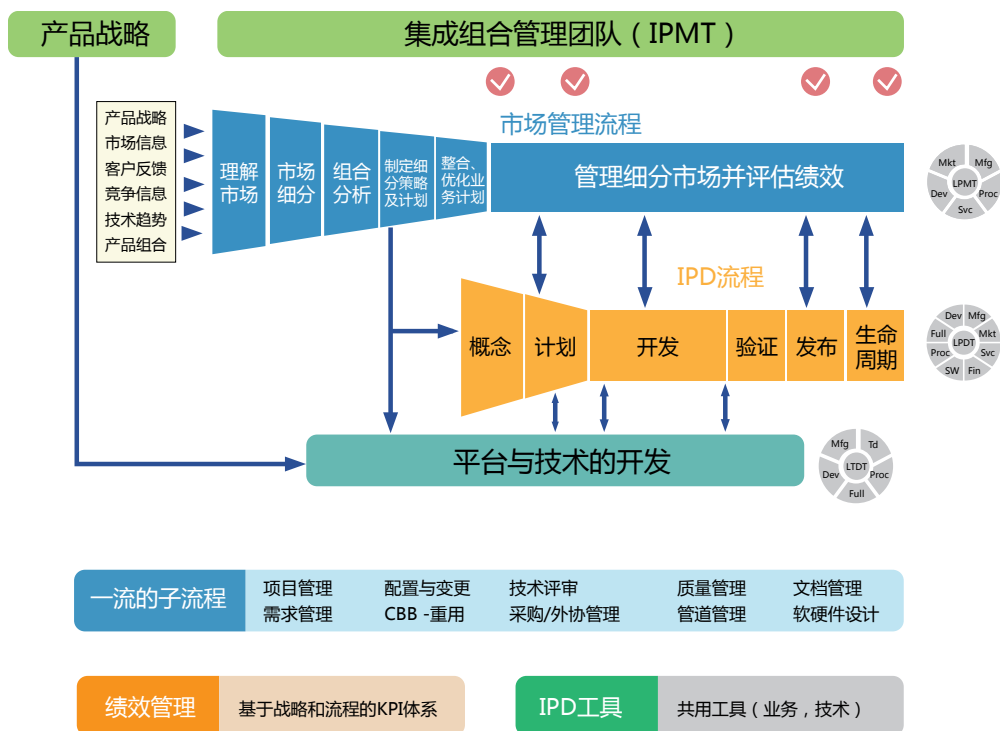 产品战略
集成组合管理团队（IPMT）
市场管理流程
产品战略
市场信息
客户反馈
竞争信息
技术趋势
产品组合
理解
市场
市场
细分
组合
分析
制定细
分策略
及计划
整合、
优化业
务计划
管理细分市场并评估绩效
Mkt
Mfg
LPMT
Dev
Proc
Svc
IPD流程
概念
计划
开发
验证
发布
生命
周期
Dev
Mfg
Full
Mkt
LPDT
Proc
Svc
SW
Fin
平台与技术的开发
Mfg
Td
LTDT
Dev
Proc
Full
一流的子流程
项目管理 配置与变更 技术评审 质量管理 文档管理
需求管理 CBB -重用 采购/外协管理 管道管理 软硬件设计
绩效管理 基于战略和流程的KPI体系
IPD工具 共用工具（业务，技术）